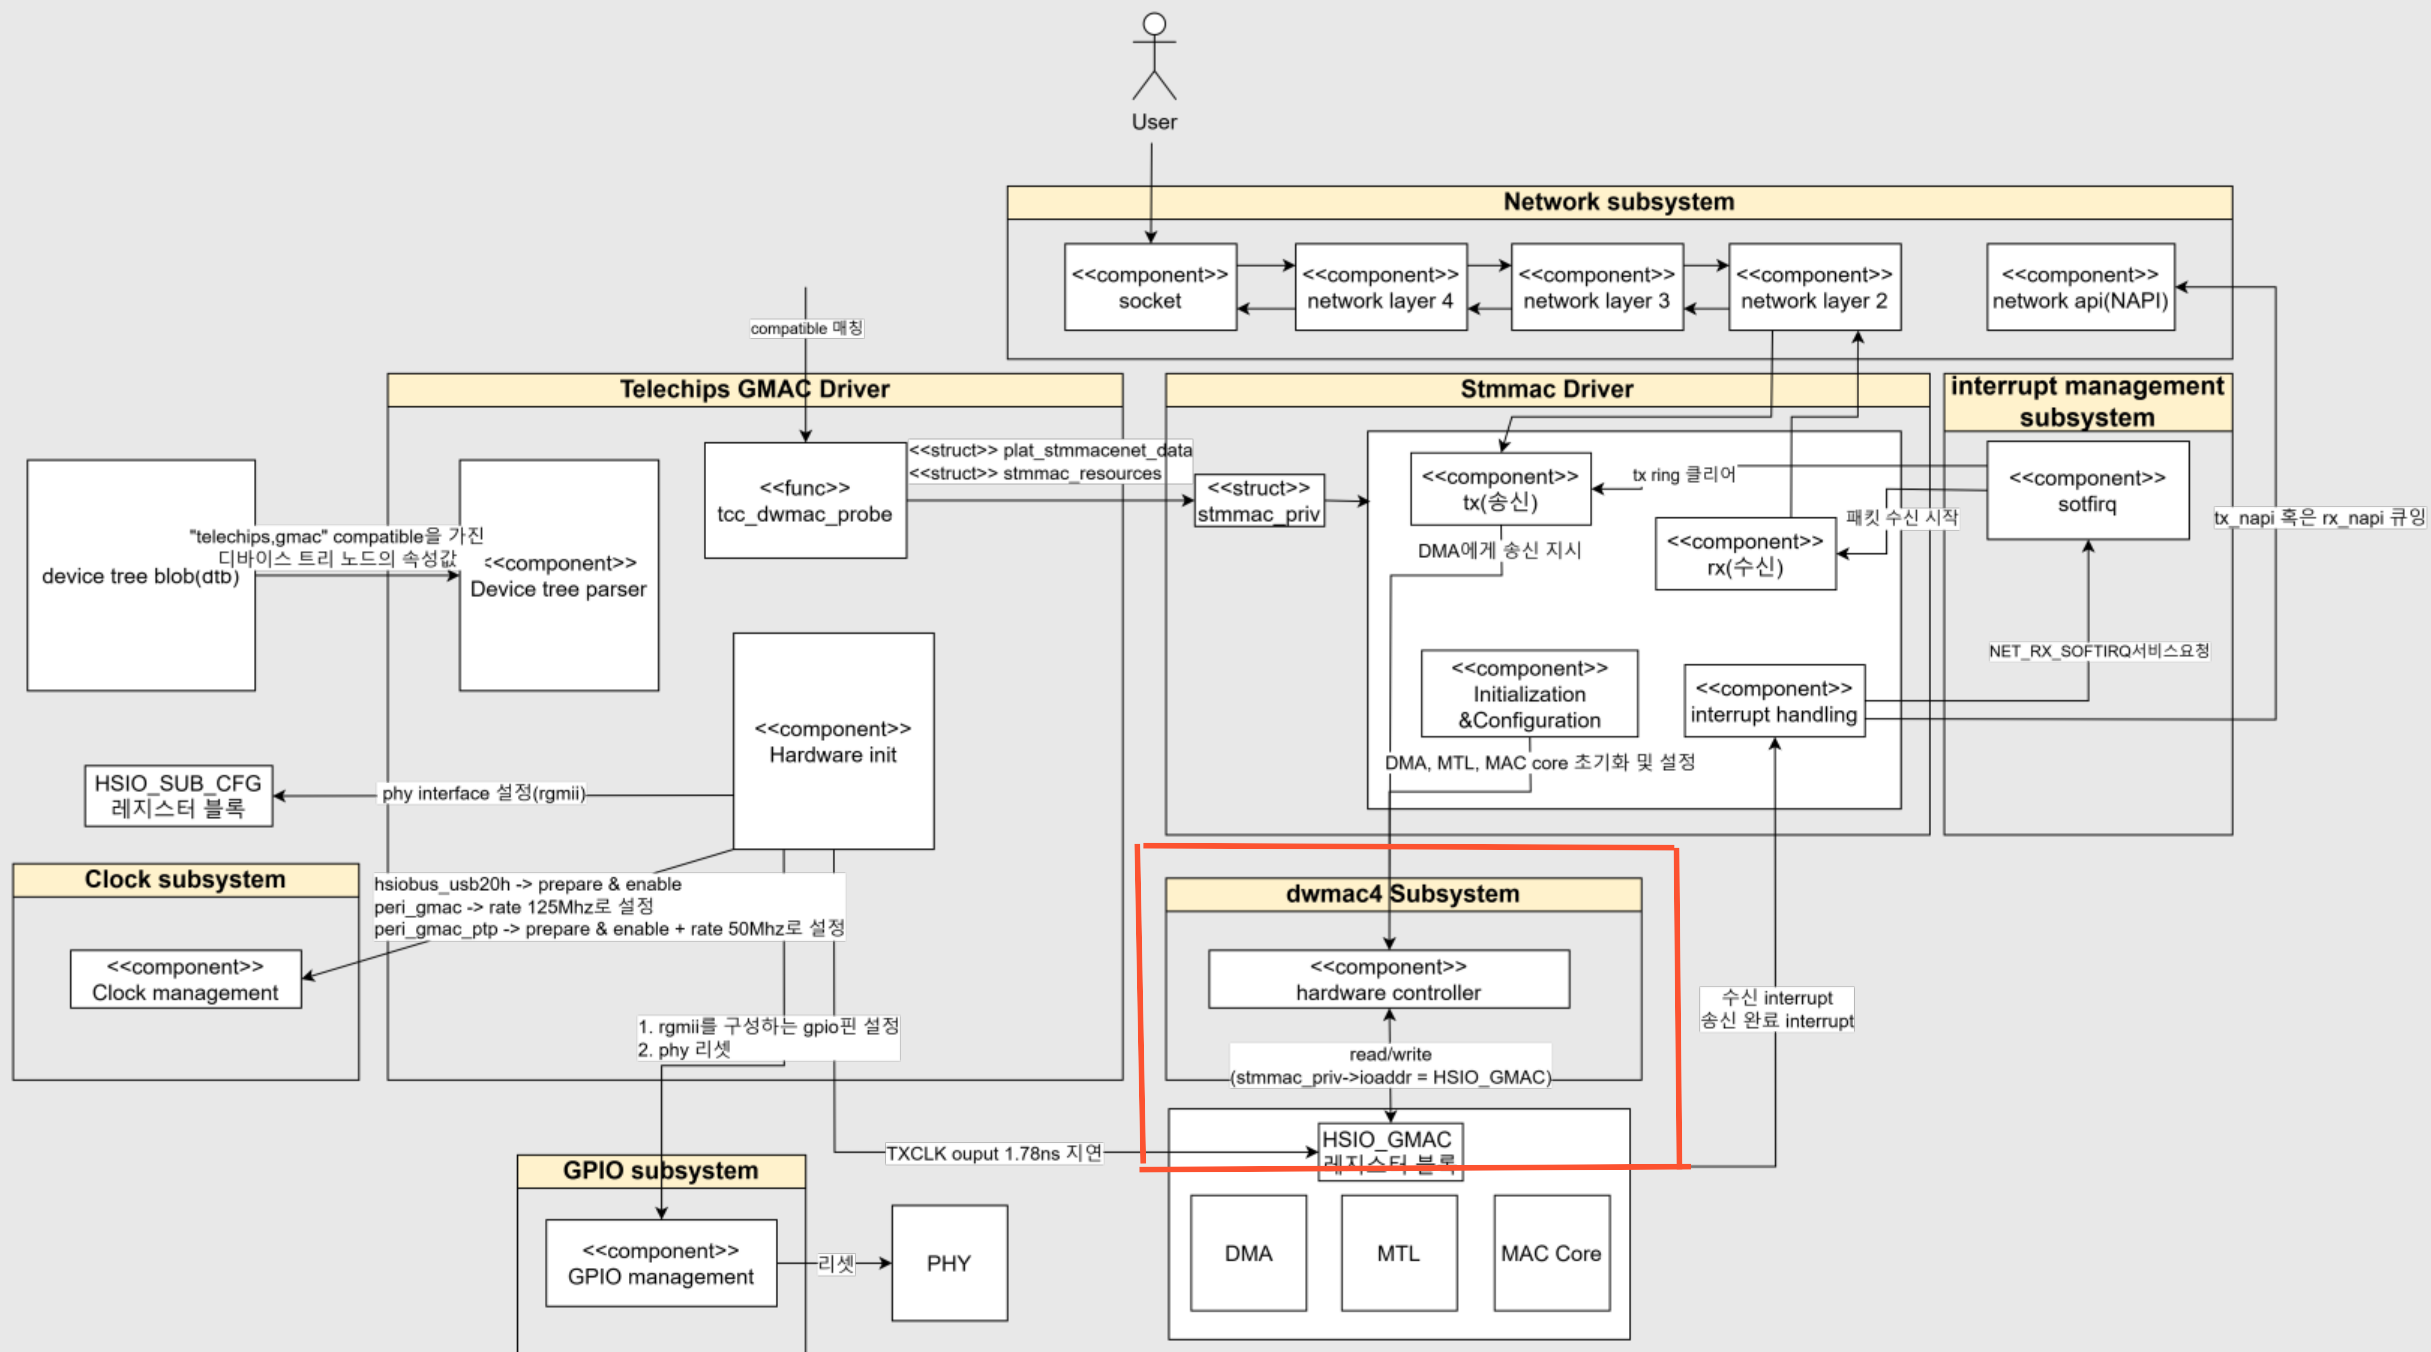 User
Network subsystem
<<component>>
socket
<<component>>
network layer 4
<<component>>
network layer 3
<<component>>
network layer 2
<<component>>
network api(NAPI)
compatible 매칭
Telechips GMAC Driver
Stmmac Driver
interrupt management
subsystem
device tree blob(dtb)
"telechips,gmac" compatible을 가진
디바이스 트리 노드의 속성값
<<component>>
Device tree parser
<<func>>
tcc_dwmac_probe
<<struct>> plat_stmmacenet_data
<<struct>> stmmac_resources
<<struct>>
stmmac_priv
<<component>>
tx(송신)
tx ring 클리어
<<component>>
sotfirq
패킷 수신 시작
tx_napi 혹은 rx_napi 큐잉
DMA에게 송신 지시
<<component>>
rx(수신)
<<component>>
Initialization
&Configuration
<<component>>
interrupt handling
NET_RX_SOFTIRQ서비스요청
DMA, MTL, MAC core 초기화 및 설정
<<component>>
Hardware init
HSIO_SUB_CFG
레지스터 블록
phy interface 설정(rgmii)
Clock subsystem
<<component>>
Clock management
hsiobus_usb20h -> prepare & enable
peri_gmac -> rate 125Mhz로 설정
peri_gmac_ptp -> prepare & enable + rate 50Mhz로 설정
1. rgmii를 구성하는 gpio핀 설정
2. phy 리셋
dwmac4 Subsystem
<<component>>
hardware controller
read/write
(stmmac_priv->ioaddr = HSIO_GMAC)
수신 interrupt
송신 완료 interrupt
TXCLK ouput 1.78ns 지연
HSIO_GMAC
레지스터 블록
GPIO subsystem
<<component>>
GPIO management
리셋
PHY
DMA
MTL
MAC Core